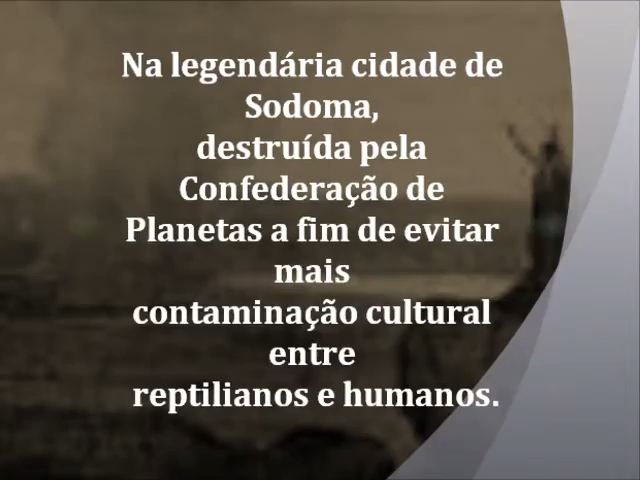 Na legendária cidade de
Sodoma,
destruída pela
Confederação de
Planetas a fim de evitar
mais
contaminação cultural
entre
reptilianos e humanos.